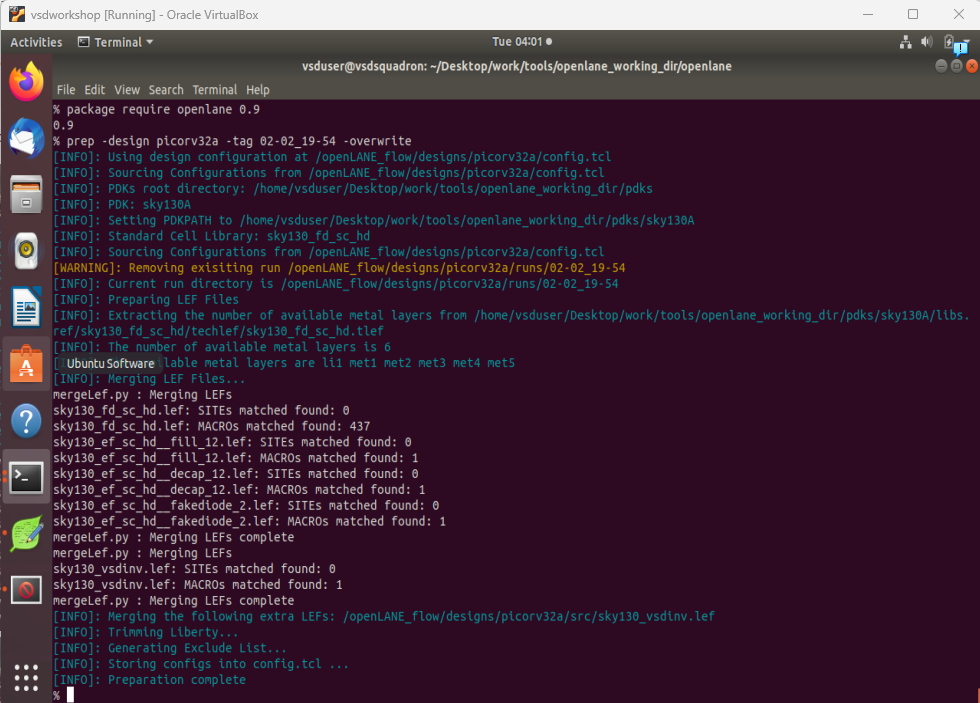 vsdworkshop [Running] - Oracle VirtualBox
Activities Terminal Tue 04:01
vsduser@vsdsquadron: ~/Desktop/work/tools/openlane_working_dir/openlane
File Edit View Search Terminal Help
% package require openlane 0.9
0.9
% prep -design picorv32a -tag 02-02_19-54 -overwrite
[INFO]: Using design configuration at /openLANE_flow/designs/picorv32a/config.tcl
[INFO]: Sourcing Configurations from /openLANE_flow/designs/picorv32a/config.tcl
[INFO]: PDKs root directory: /home/vsduser/Desktop/work/tools/openlane_working_dir/pdks
[INFO]: PDK: sky130A
[INFO]: Setting PDKPATH to /home/vsduser/Desktop/work/tools/openlane_working_dir/pdks/sky130A
[INFO]: Standard Cell Library: sky130_fd_sc_hd
[INFO]: Sourcing Configurations from /openLANE_flow/designs/picorv32a/config.tcl
[WARNING]: Removing exisiting run /openLANE_flow/designs/picorv32a/runs/02-02_19-54
[INFO]: Current run directory is /openLANE_flow/designs/picorv32a/runs/02-02_19-54
[INFO]: Preparing LEF Files
[INFO]: Extracting the number of available metal layers from /home/vsduser/Desktop/work/tools/openlane_working_dir/pdks/sky130A/libs.
ref/sky130_fd_sc_hd/techlef/sky130_fd_sc_hd.tlef
[INFO]: The number of available metal layers is 6
[ Ubuntu Software lable metal layers are li1 met1 met2 met3 met4 met5
[INFO]: Merging LEF Files...
mergeLef.py : Merging LEFs
sky130_fd_sc_hd.lef: SITEs matched found: 0
sky130_fd_sc_hd.lef: MACROs matched found: 437
sky130_ef_sc_hd__fill_12.lef: SITEs matched found: 0
sky130_ef_sc_hd__fill_12.lef: MACROs matched found: 1
sky130_ef_sc_hd__decap_12.lef: SITEs matched found: 0
sky130_ef_sc_hd__decap_12.lef: MACROs matched found: 1
sky130_ef_sc_hd__fakediode_2.lef: SITEs matched found: 0
sky130_ef_sc_hd__fakediode_2.lef: MACROs matched found: 1
mergeLef.py : Merging LEFs complete
mergeLef.py : Merging LEFs
sky130_vsdinv.lef: SITEs matched found: 0
sky130_vsdinv.lef: MACROs matched found: 1
mergeLef.py : Merging LEFs complete
[INFO]: Merging the following extra LEFs: /openLANE_flow/designs/picorv32a/src/sky130_vsdinv.lef
[INFO]: Trimming Liberty...
[INFO]: Generating Exclude List...
[INFO]: Storing configs into config.tcl ...
[INFO]: Preparation complete
%